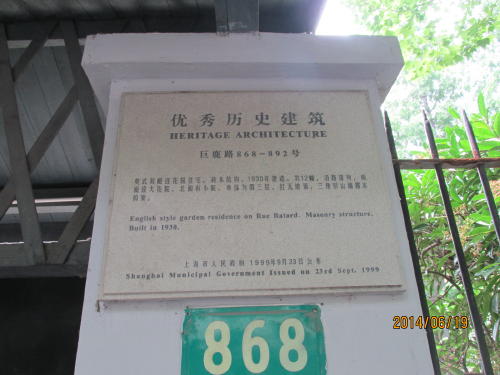 优秀历史建筑
HERITAGE ARCHITECTURE
巨鹿路868-892号
English style garden residence on Rue Ratard. Masonry structure.
Built in 1930.
上海市人民政府1999年9月23日公布
Shanghai Municipal Government Issued on 23rd Sept. 1999
868
2014/06/19